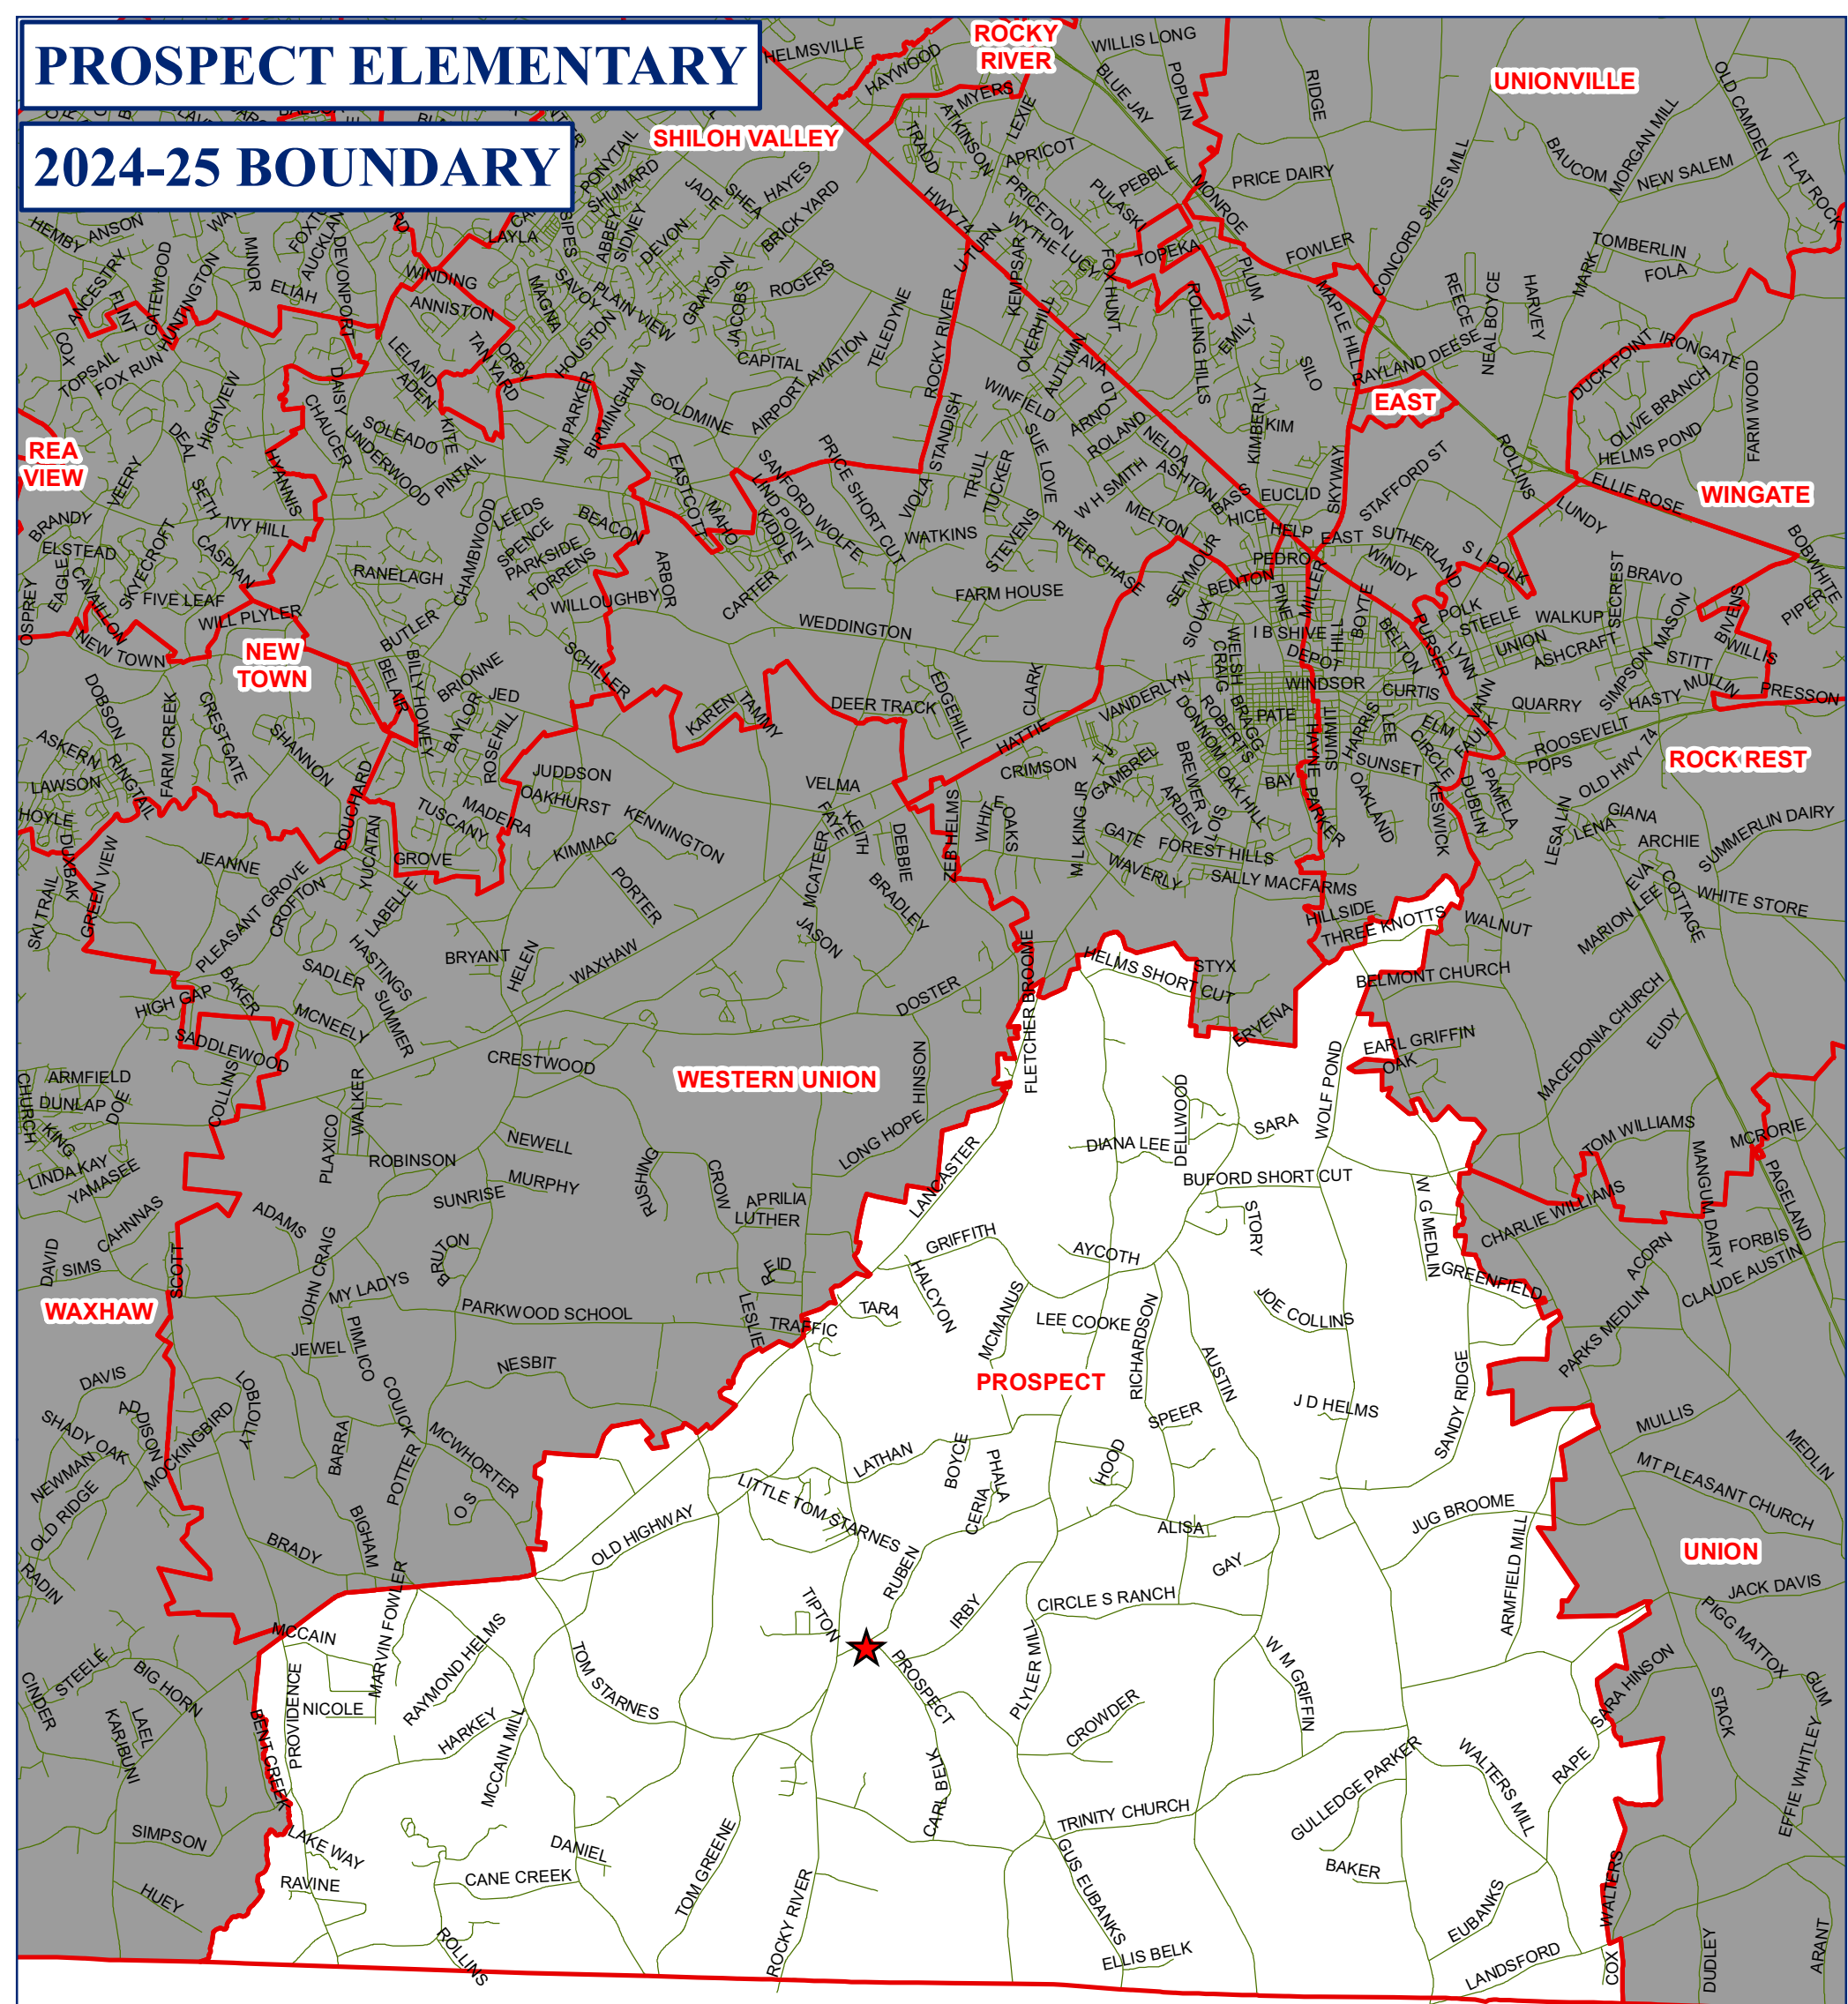 PROSPECT ELEMENTARY
2024-25 BOUNDARY
ROCKY
RIVER
UNIONVILLE
SHILOH VALLEY
EAST
REA
VIEW
WINGATE
NEW
TOWN
ROCK REST
WESTERN UNION
WAXHAW
PROSPECT
UNION
HELMSVILLE
HAYWOOD
WILLIS LONG
BLUE JAY
POPLIN
RIDGE
OLD CAMDEN
MYERS
ATKINSON
LEXIE
TRADD
APRICOT
PEBBLE
PULASKI
MONROE
PRICE DAIRY
CONCORD SIKES MILL
BAUCOM
MORGAN MILL
NEW SALEM
FLAT ROCK
PONYTAIL
SHUMARD
JADE
SHEA
HAYES
BRICK YARD
HWY 74
U TURN
PRICETON
WYTHE
LUCY
KEMPSAR
FOX HUNT
TOPEKA
PLUM
FOWLER
TOMBERLIN
FOLA
MARK
HEMBY
ANSON
ANCESTRY
FLINT
GATEWOOD
HUNTINGTON
MINOR
ELIAH
AUCKLAND
DEVONPORT
LAYLA
WINDING
ANNISTON
SIPES
ABBEY
SIDNEY
DEVON
MAGNA
SAVOY
PLAIN VIEW
GRAYSON
JACOBS
ROGERS
HOUSTON
CAPITAL
AVIATION
AIRPORT
TELEDYNE
ROCKY RIVER
OVERHILL
AUTUMN
AVA
ROLLING HILLS
EMILY
SILO
MAPLE HILL
REECE
NEAL BOYCE
HARVEY
RAYLAND DEESE
DUCK POINT
IRONGATE
OLIVE BRANCH
HELMS POND
FARM WOOD
COX
TOPSAIL
FOX RUN
HIGHVIEW
DEAL
DAISY
CHAUCER
LELAND
ADEN
KITE
TANYARD
ORBY
SOLEADO
UNDERWOOD
PINTAIL
JIM PARKER
BIRMINGHAM
GOLDMINE
WINFIELD
STANDISH
ARNOLD
ROLAND
NELDA
ASHTON
KIMBERLY
KIM
SKYWAY
STAFFORD ST
ROLLINS
ELLIE ROSE
LUNDY
VEERY
SETH
HYANNIS
IVY HILL
CASPIAN
BRANDY
ELSTEAD
EAGLE
CAVAILLON
SKYECROFT
FIVE LEAF
WILL PLYLER
OSPREY
NEW TOWN
CHAMBWOOD
RANELAGH
LEEDS
SPENCE
PARKSIDE
TORRENS
BEACON
WILLOUGHBY
ARBOR
EASTCOTT
MAHO
SANFORD
LIND POINT
KIDDLE
WOLFE
PRICE SHORT CUT
VIOLA
TRULL
TUCKER
SUE LOVE
WATKINS
STEVENS
W H SMITH
MELTON
BASS
HICE
EUCLID
HELP
PEDRO
EAST
SUTHERLAND
WINDY
S L POLK
RIVER CHASE
SEYMOUR
BENTON
CARTER
FARM HOUSE
WEDDINGTON
SIOUX
PINE
MILLER
I B SHIVE
HILL
BOYTE
BELTON
PURSER
LYNN
POLK
STEELE
UNION
WALKUP
SECREST
BRAVO
MASON
ASHCRAFT
SIMPSON
STITT
BIVENS
WILLIS
BOBWHITE
PIPER
BUTLER
BILLY HOWEY
BELAIR
BRIONNE
BAYLOR
JED
ROSEHILL
SCHILLER
KAREN
TAMMY
DEER TRACK
EDGEHILL
CLARK
HATTIE
VANDERLYN
WELSH
CRAIG
DEPOT
WINDSOR
CURTIS
VANN
QUARRY
HASTY
MULLIN
PRESSON
DOBSON
ASKERN
LAWSON
RINGTAIL
FARM CREEK
CRESTGATE
SHANNON
BOUCHARD
JUDDSON
OAKHURST
TUSCANY
MADEIRA
KENNINGTON
VELMA
CRIMSON
T J
GAMBREL
DONNOM
ROBERTS
BRAGG
PATE
HAYNE
SUMMIT
HARRIS
LEE
ELM
CIRCLE
FAULK
ROOSEVELT
POPS
OLD HWY 74
HOYLE
DUXBAK
GREEN VIEW
SKITRAIL
JEANNE
YUCATAN
GROVE
KIMMAC
PORTER
FAYE
KEITH
DEBBIE
MCATEER
BRADLEY
ZEB HELMS
WHITE OAKS
M L KING JR
BREWER
ARDEN
LOIS
OAK HILL
BAY
PARKER
SUNSET
OAKLAND
KESWICK
DUBLIN
PAMELA
LESA LIN
LENA
GIANA
ARCHIE
SUMMERLIN DAIRY
GATE
FOREST HILLS
WAVERLY
SALLY MACFARMS
EVA
COTTAGE
WHITE STORE
MARION LEE
PLEASANT GROVE
CROFTON
LABELLE
HASTINGS
SADLER
BRYANT
HELEN
WAXHAW
JASON
DOSTER
FLETCHER BROOME
HELMS SHORT CUT
STYX
HILLSIDE
THREE KNOTTS
WALNUT
BELMONT CHURCH
HIGH GAP
BAKER
MCNEELY
SUMMER
SADDLEWOOD
COLLINS
CRESTWOOD
HINSON
ERVENA
WOLF POND
EARL GRIFFIN
OAK
MACEDONIA CHURCH
EUDY
ARMFIELD
DUNLAP
DOE
CHURCH
KING
LINDA KAY
YAMASEE
WALKER
PLAXICO
ROBINSON
NEWELL
MURPHY
SUNRISE
RUSHING
CROW
APRILIA
LUTHER
LONG HOPE
LANCASTER
DIANA LEE
DELLWOOD
SARA
BUFORD SHORT CUT
STORY
W G MEDLIN
TOM WILLIAMS
CHARLIE WILLIAMS
MANGUM DAIRY
MCRORIE
PAGELAND
CAHNNAS
DAVID
SIMS
SCOTT
ADAMS
JOHN CRAIG
MY LADYS
BRUTON
PARKWOOD SCHOOL
REID
LESLIE
TRAFFIC
TARA
GRIFFITH
HALCYON
AYCOTH
MCMANUS
LEE COOKE
RICHARDSON
JOE COLLINS
GREENFIELD
ACORN
FORBIS
CLAUDE AUSTIN
PARKS MEDLIN
JEWEL
PIMLICO
NESBIT
DAVIS
LOBLOLLY
COUICK
AUSTIN
J D HELMS
SPEER
SANDY RIDGE
MULLIS
MEDLIN
SHADY OAK
ADDISON
MOCKINGBIRD
NEWMAN
OLD RIDGE
BARRA
POTTER
MCWHORTER
O S
LATHAN
BOYCE
PHALA
CERIA
HOOD
LITTLE TOM STARNES
OLD HIGHWAY
ALISA
JUG BROOME
ARMFIELD MILL
MT PLEASANT CHURCH
RADIN
BRADY
BIGHAM
MARVIN FOWLER
RUBEN
TIPTON
IRBY
CIRCLE S RANCH
GAY
JACK DAVIS
PIGG MATTOX
MCCAIN
RAYMOND HELMS
TOM STARNES
PROSPECT
PLYLER MILL
W M GRIFFIN
SARA HINSON
STACK
GUM
CINDER
STEELE
BIG HORN
LAEL
KARIBUNI
BENT CREEK
PROVIDENCE
NICOLE
HARKEY
MCCAIN MILL
CROWDER
CARL BELK
TRINITY CHURCH
GULLEDGE PARKER
WALTERS MILL
RAPE
EFFIE WHITLEY
SIMPSON
LAKE WAY
RAVINE
DANIEL
CANE CREEK
TOM GREENE
GUS EUBANKS
BAKER
WALTERS
HUEY
ROLLINS
ROCKY RIVER
ELLIS BELK
EUBANKS
LANDSFORD
COX
DUDLEY
ARANT